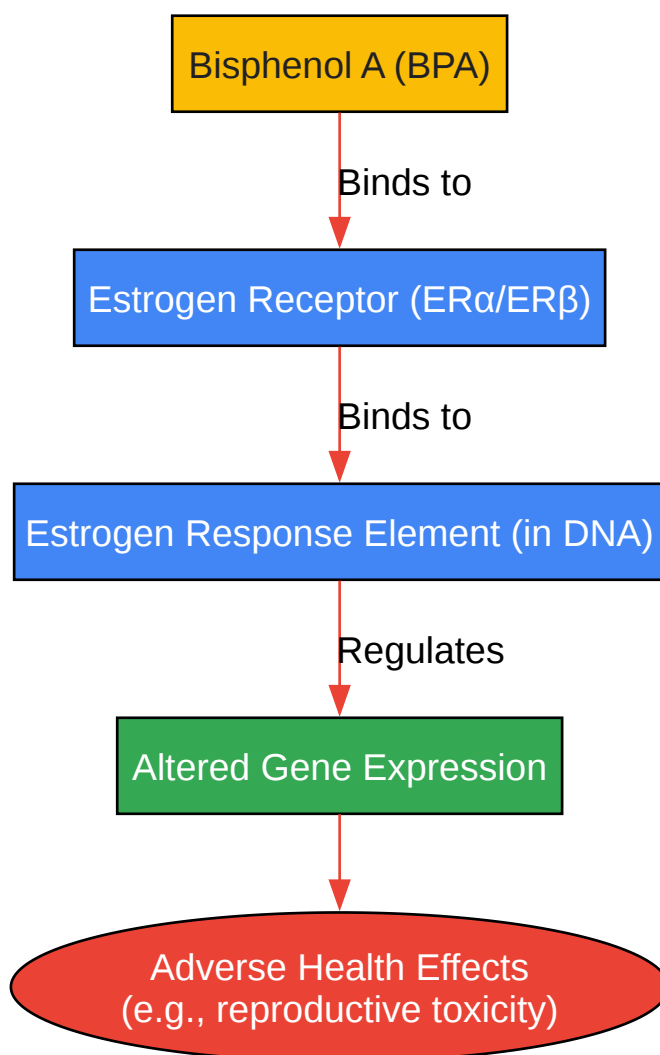 Bisphenol A (BPA)
Binds to
Estrogen Receptor (ERα/ERβ)
Binds to
Estrogen Response Element (in DNA)
Regulates
Altered Gene Expression
Adverse Health Effects
(e.g., reproductive toxicity)